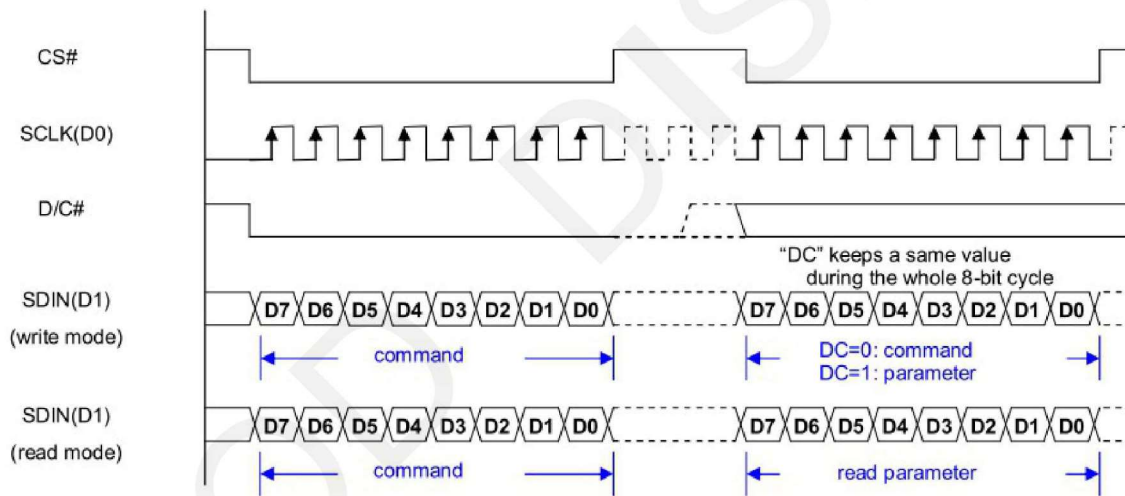 CS#
SCLK(D0)
D/C#
"DC" keeps a same value
during the whole 8-bit cycle
SDIN(D1)
(write mode)
D7 D6 D5 D4 D3 D2 D1 D0
D7 D6 D5 D4 D3 D2 D1 D0
command
DC=0: command
DC=1: parameter
SDIN(D1)
(read mode)
D7 D6 D5 D4 D3 D2 D1 D0
D7 D6 D5 D4 D3 D2 D1 D0
command
read parameter